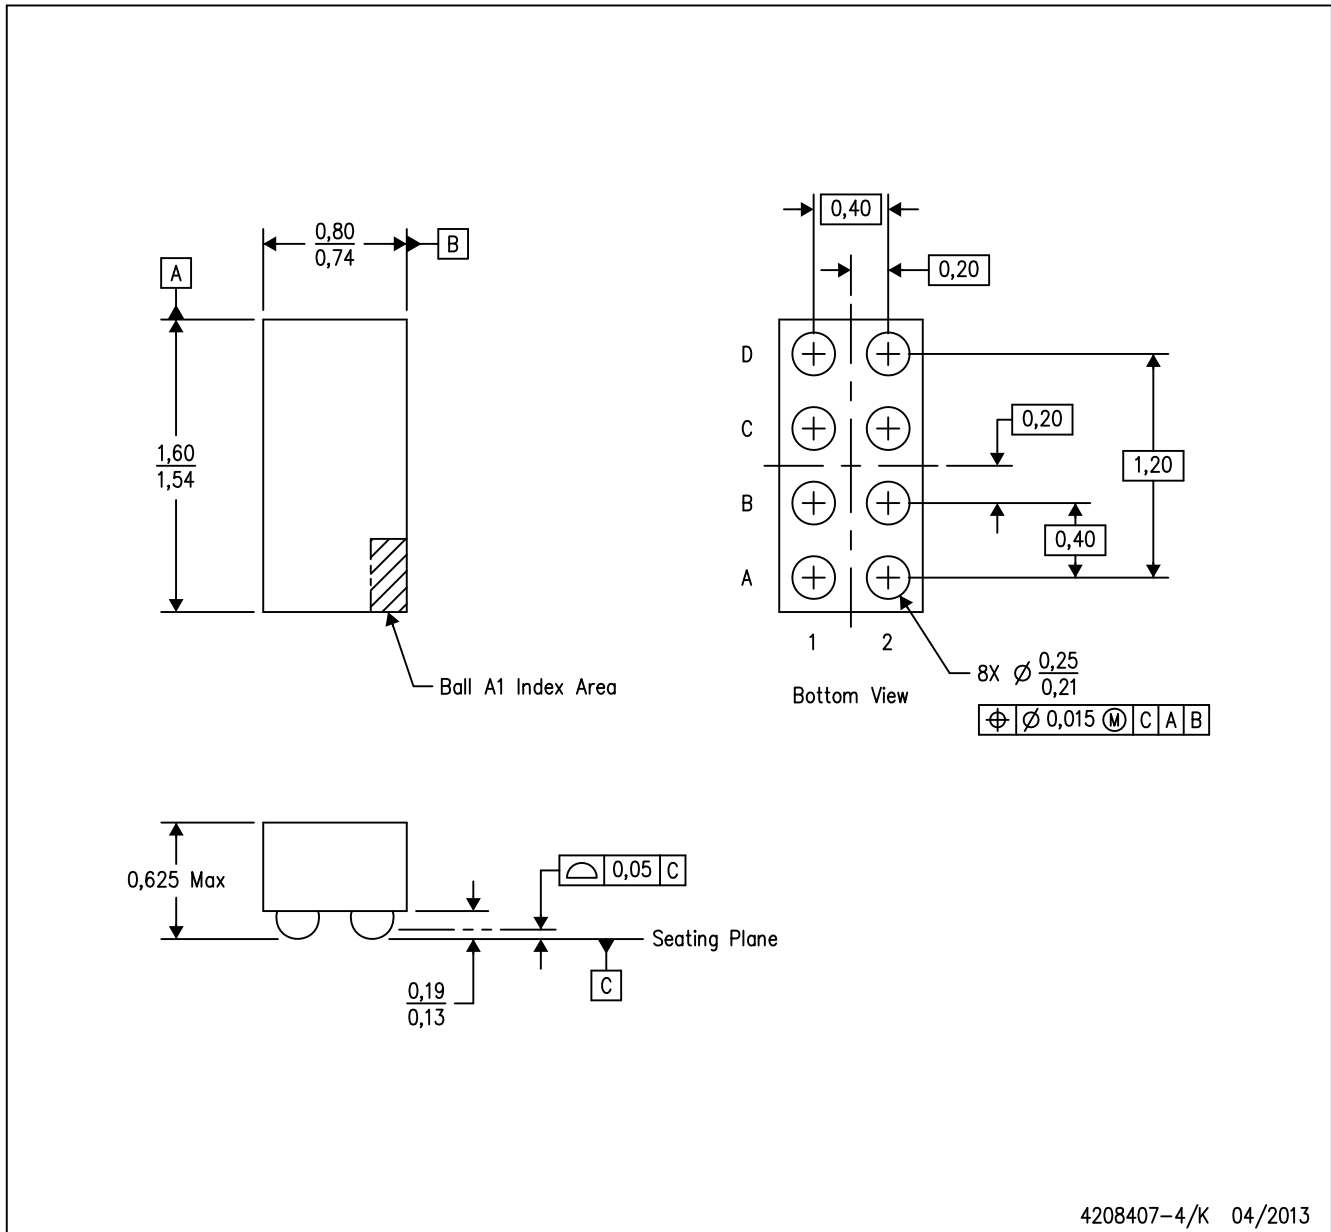 0,40
0,80
0,74
B
0,20
A
D
C
0,20
1,60
1,54
1,20
B
0,40
A
1 2
8X Ø 0,25
0,21
Ball A1 Index Area
Bottom View
⌖ Ø 0,015 Ⓜ C A B
0,625 Max
⌓ 0,05 C
Seating Plane
0,19
0,13
C
4208407-4/K 04/2013